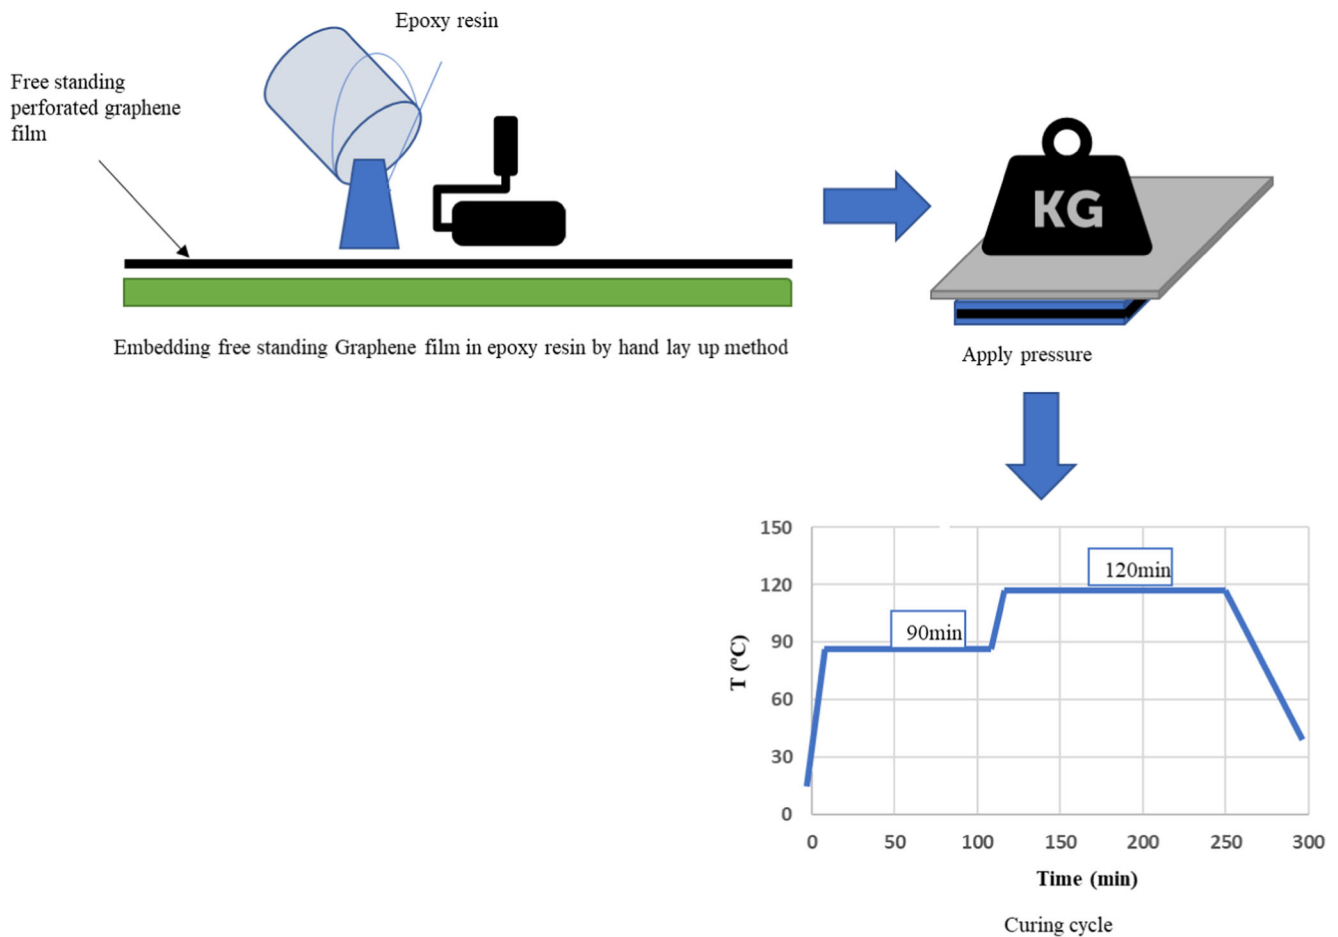 Epoxy resin
Free standing
perforated graphene
film
KG
Embedding free standing Graphene film in epoxy resin by hand lay up method
Apply pressure
150
120
90
60
30
0
T (°C)
120min
90min
0 50 100 150 200 250 300
Time (min)
Curing cycle